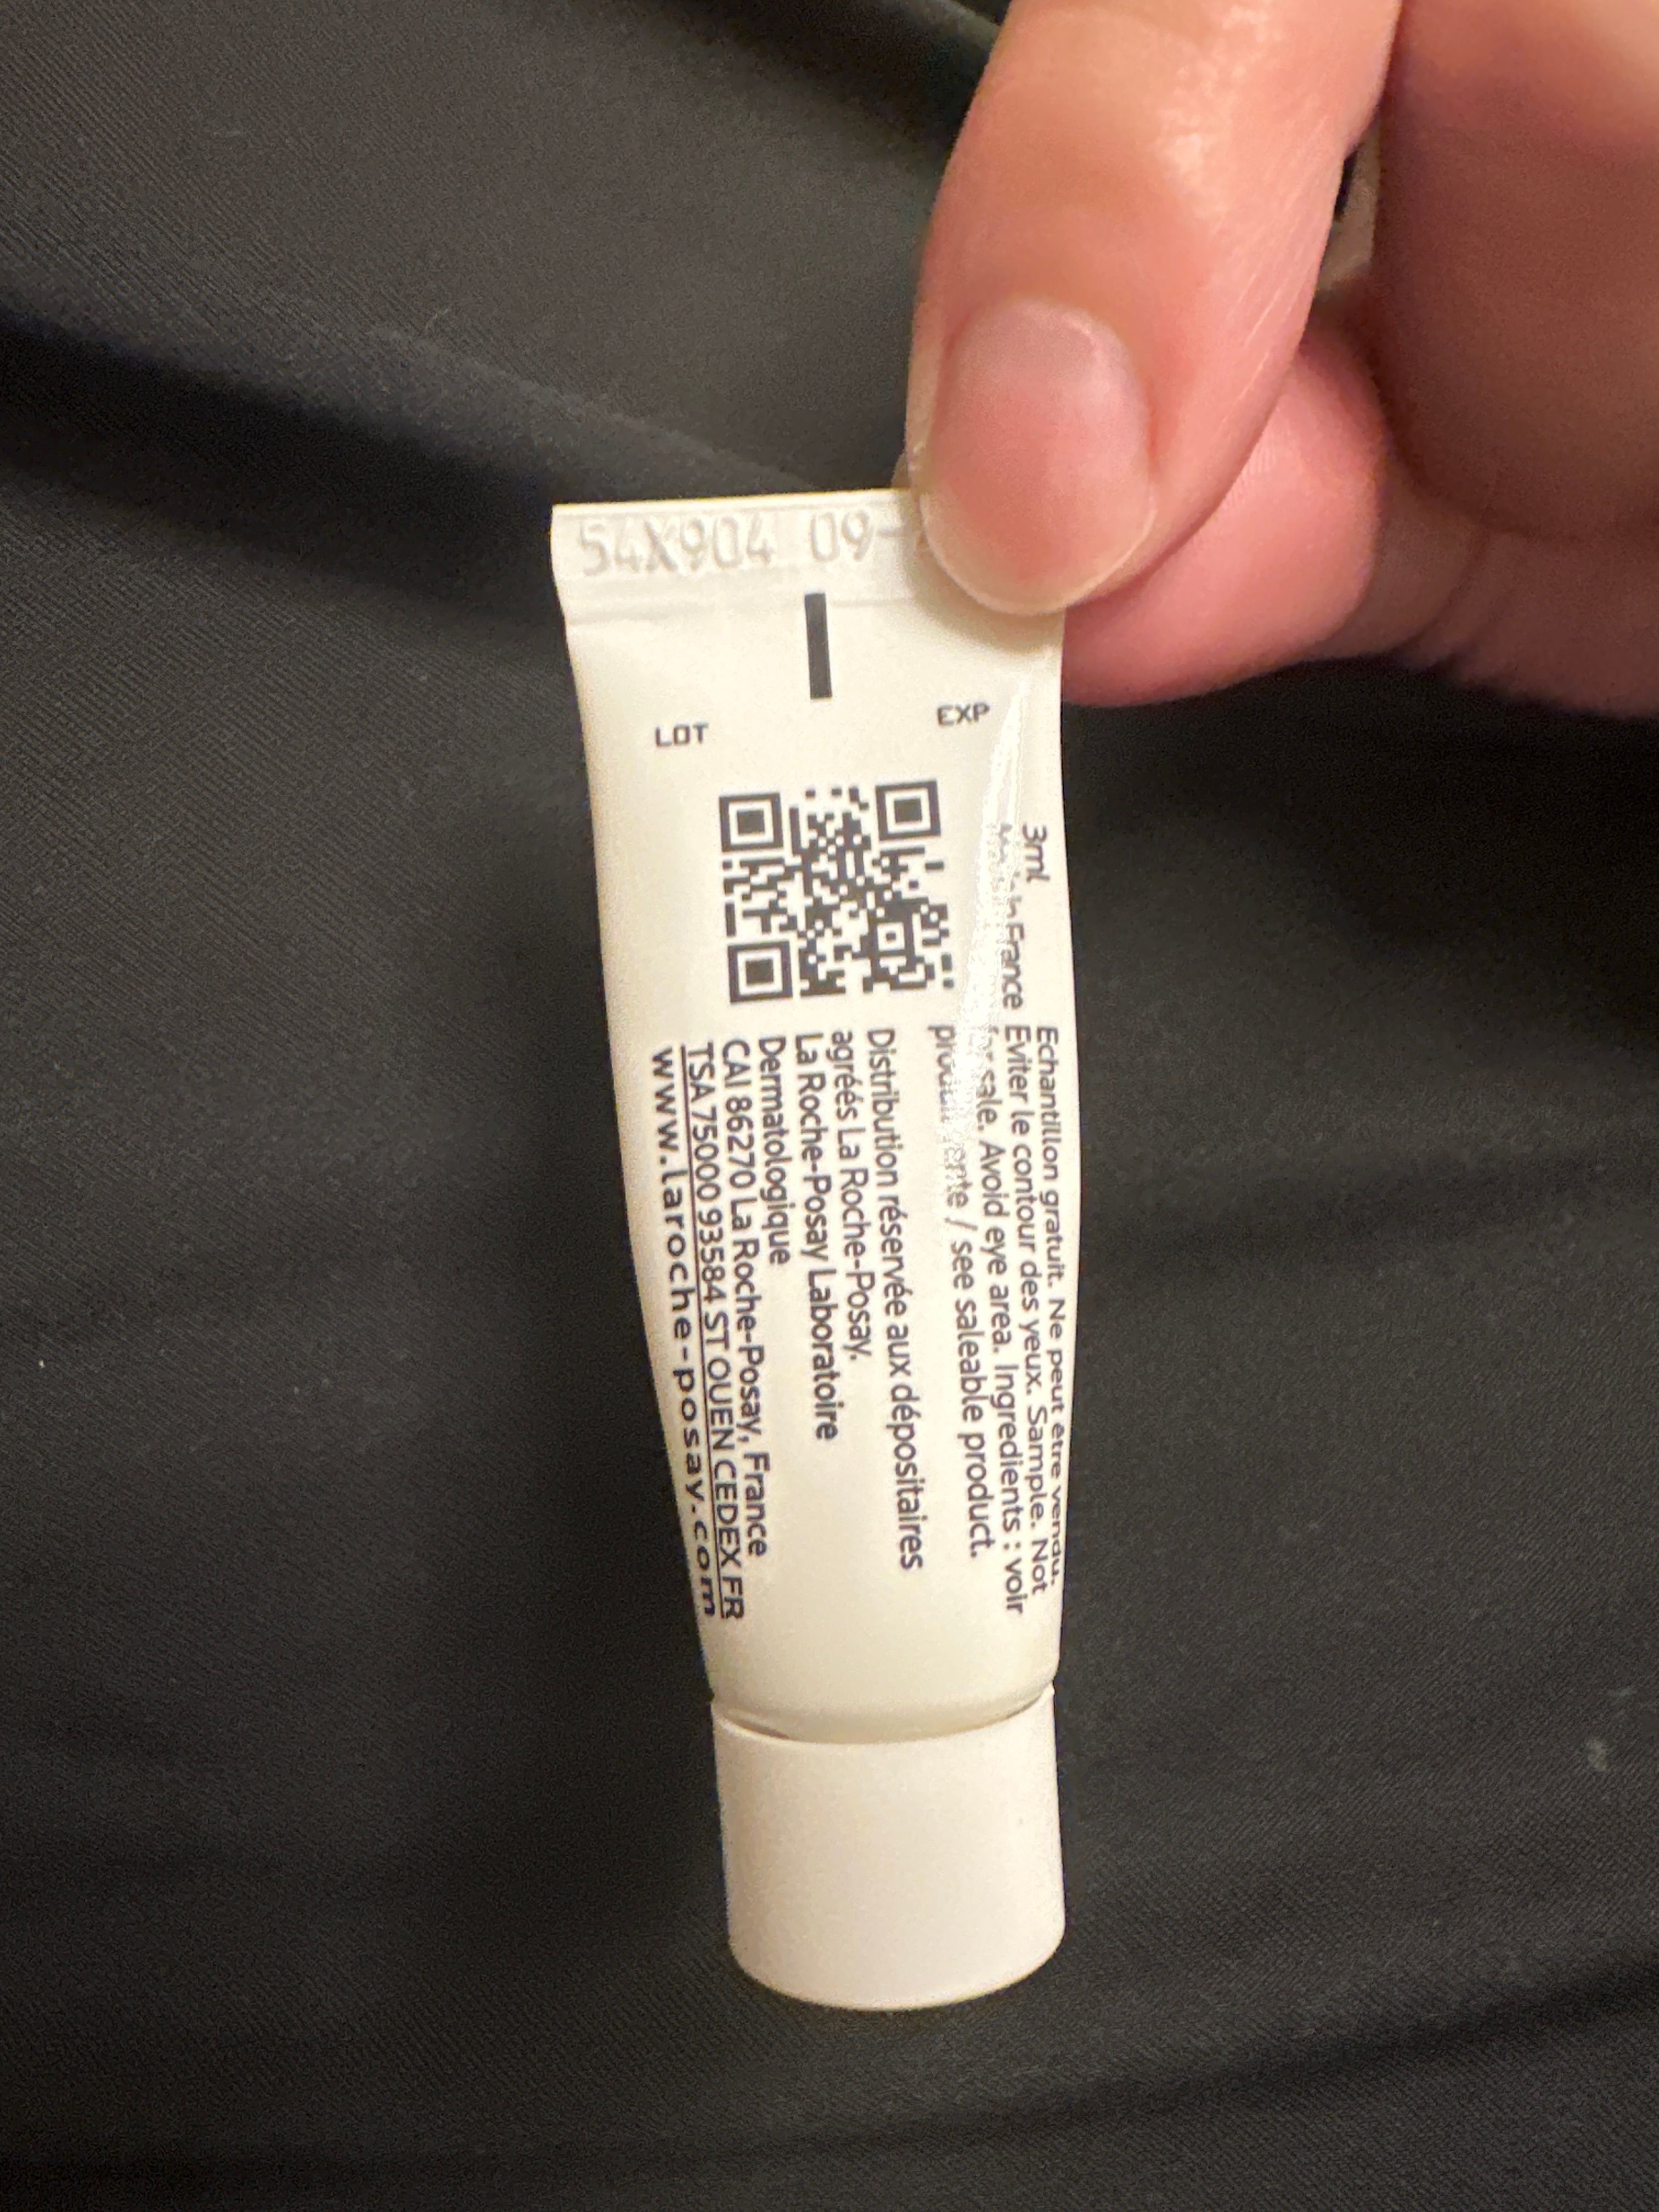 54X904 09-
LOT
EXP
3ml
Made in France
Echantillon gratuit. Ne peut être vendu.
Eviter le contour des yeux. Sample. Not
for sale. Avoid eye area. Ingredients : voir
produit vente / see saleable product.
Distribution réservée aux dépositaires
agréés La Roche-Posay.
La Roche-Posay Laboratoire
Dermatologique
CAI 86270 La Roche-Posay, France
TSA 75000 93584 ST OUEN CEDEX FR
www.laroche-posay.com